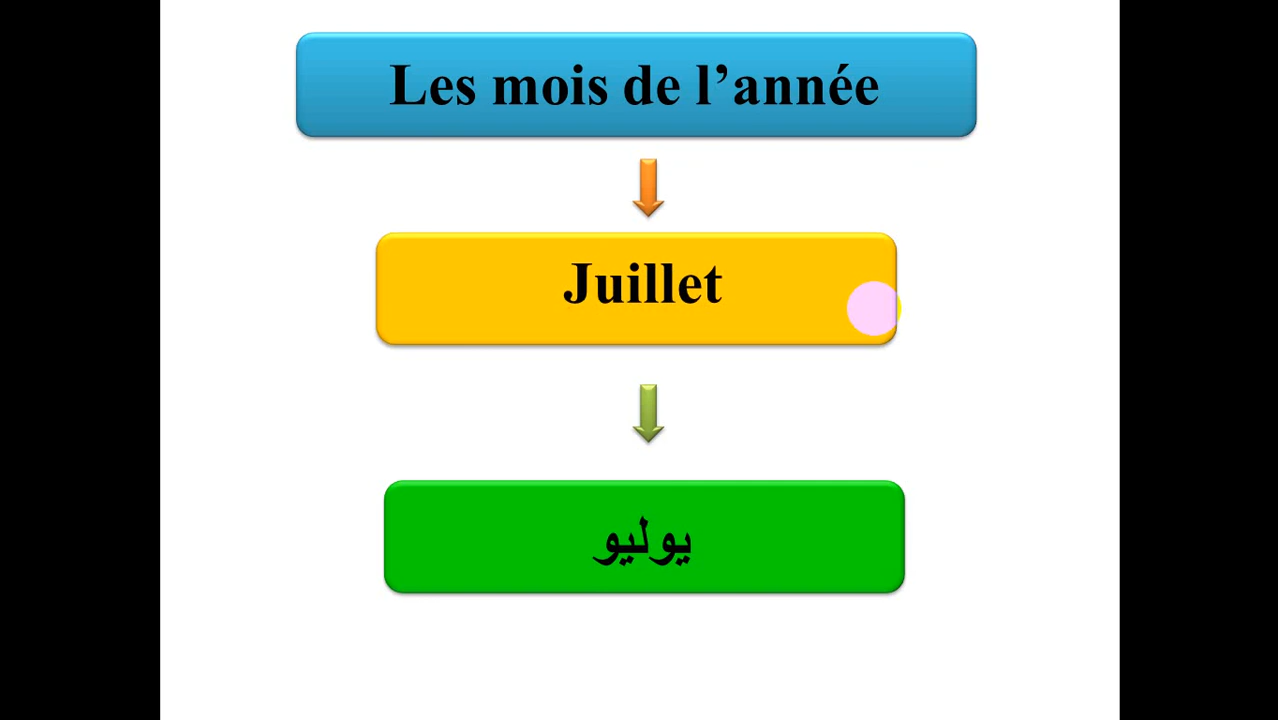 Les mois de l’année
Juillet
يوليو